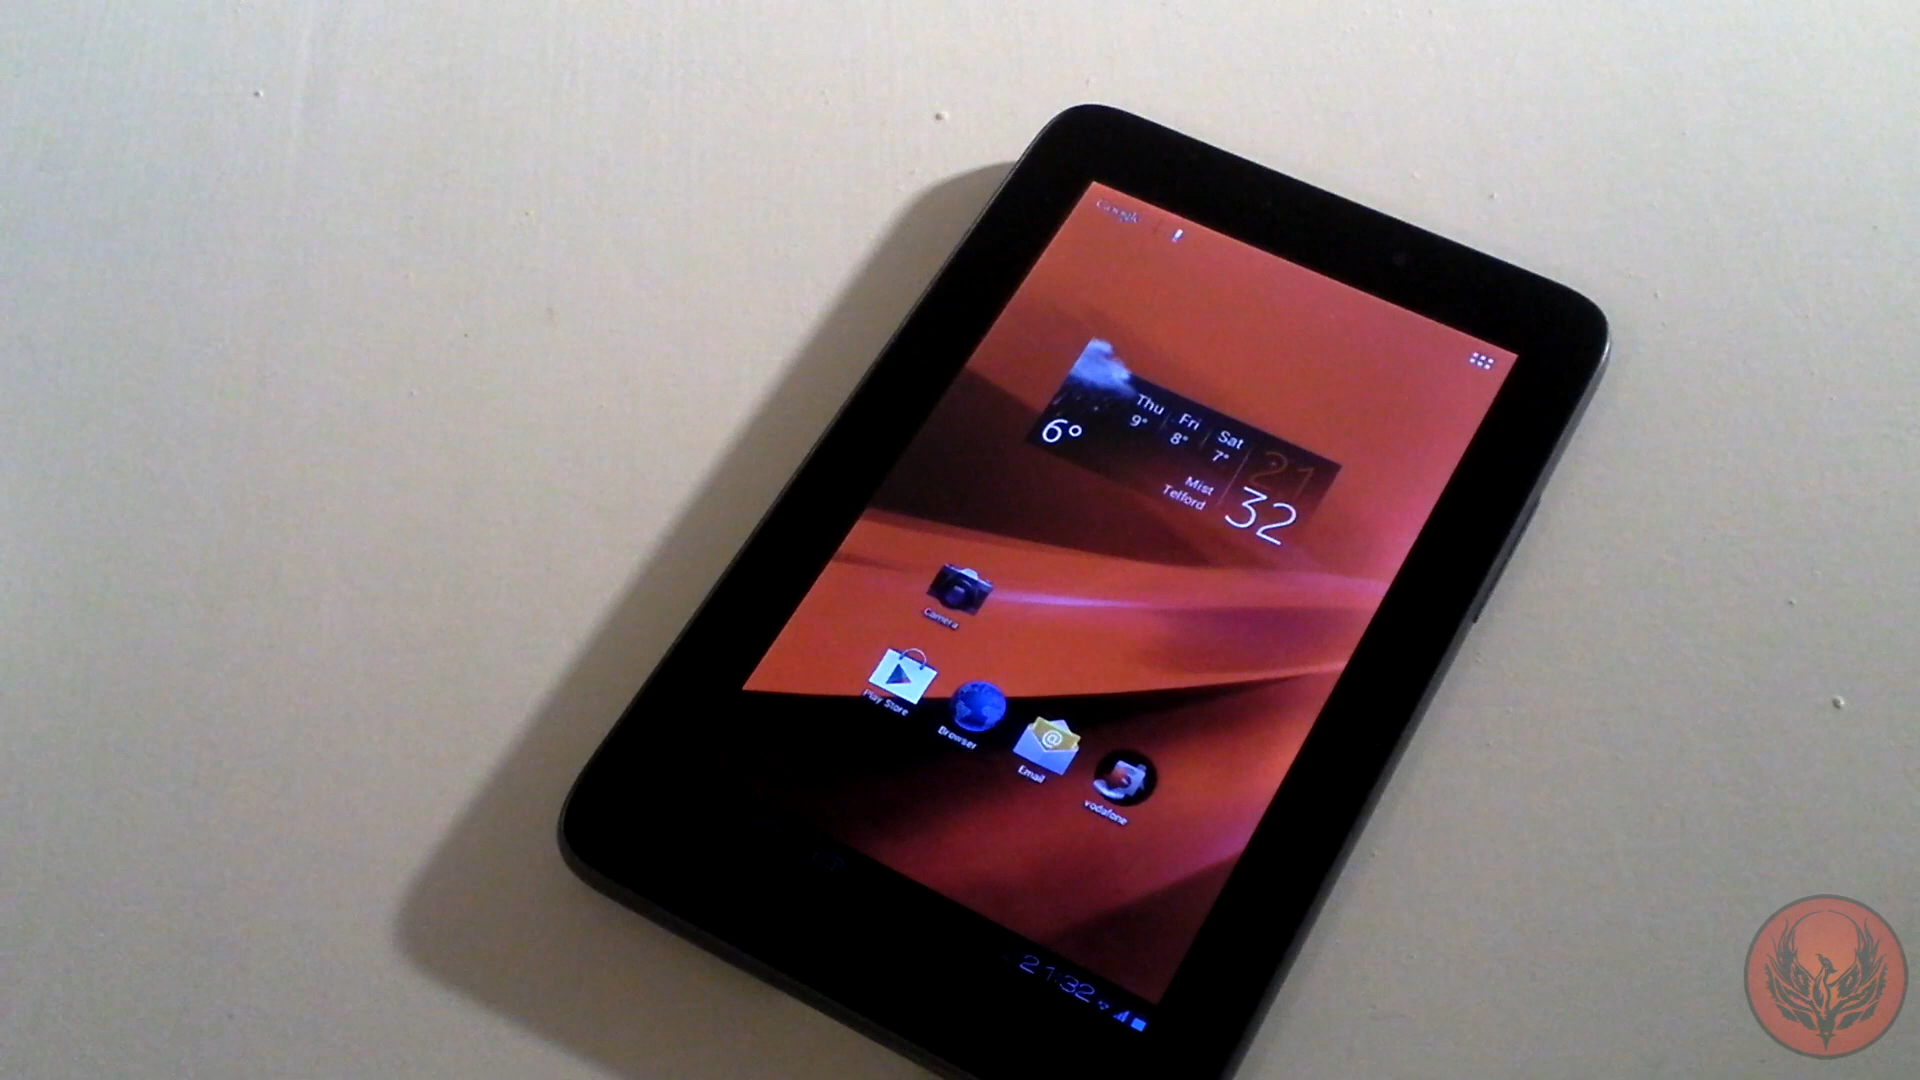 Google
Thu Fri Sat
9° 8° 7°
6°
21
32
Mist
Telford
Camera
Play Store
Browser
Email
vodafone
21:32